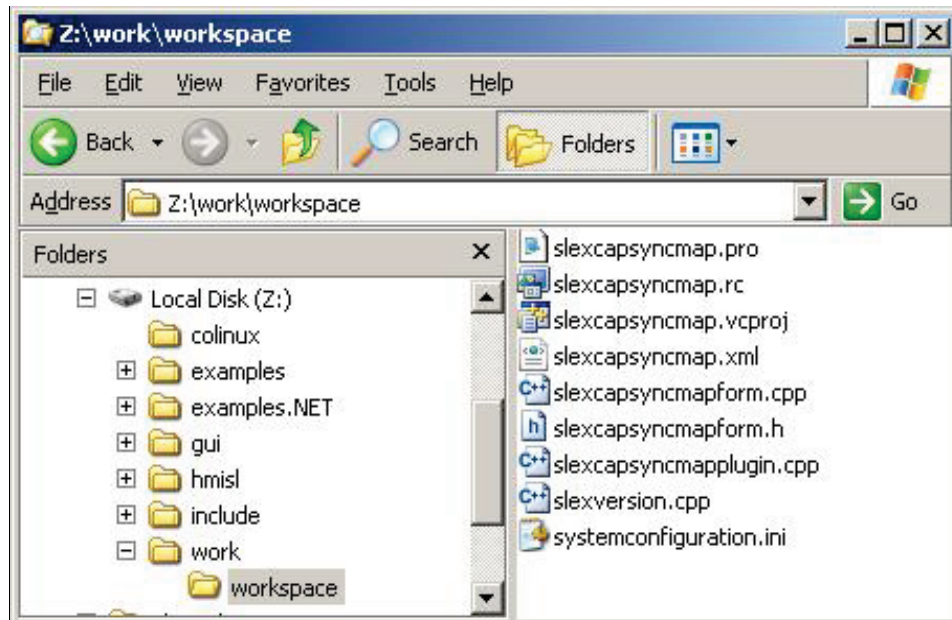 Z:\work\workspace
File Edit View Favorites Tools Help
Back Search Folders
Address Z:\work\workspace Go
Folders
Local Disk (Z:)
colinux
examples
examples.NET
gui
hmisl
include
work
workspace
slexcapsyncmap.pro
slexcapsyncmap.rc
slexcapsyncmap.vcproj
slexcapsyncmap.xml
slexcapsyncmapform.cpp
slexcapsyncmapform.h
slexcapsyncmapplugin.cpp
slexversion.cpp
systemconfiguration.ini